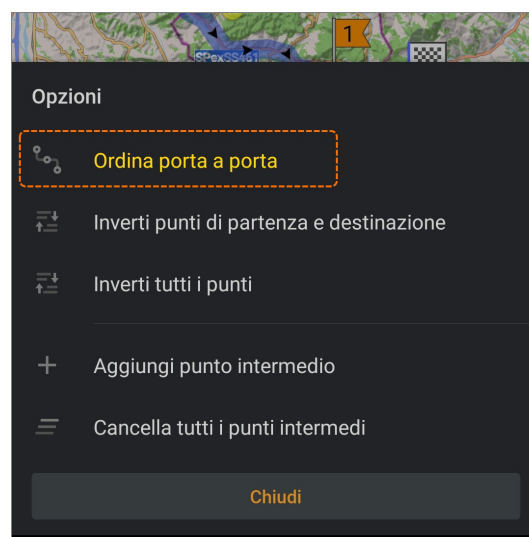 1
SPexSS461
Opzioni
Ordina porta a porta
Inverti punti di partenza e destinazione
Inverti tutti i punti
Aggiungi punto intermedio
Cancella tutti i punti intermedi
Chiudi